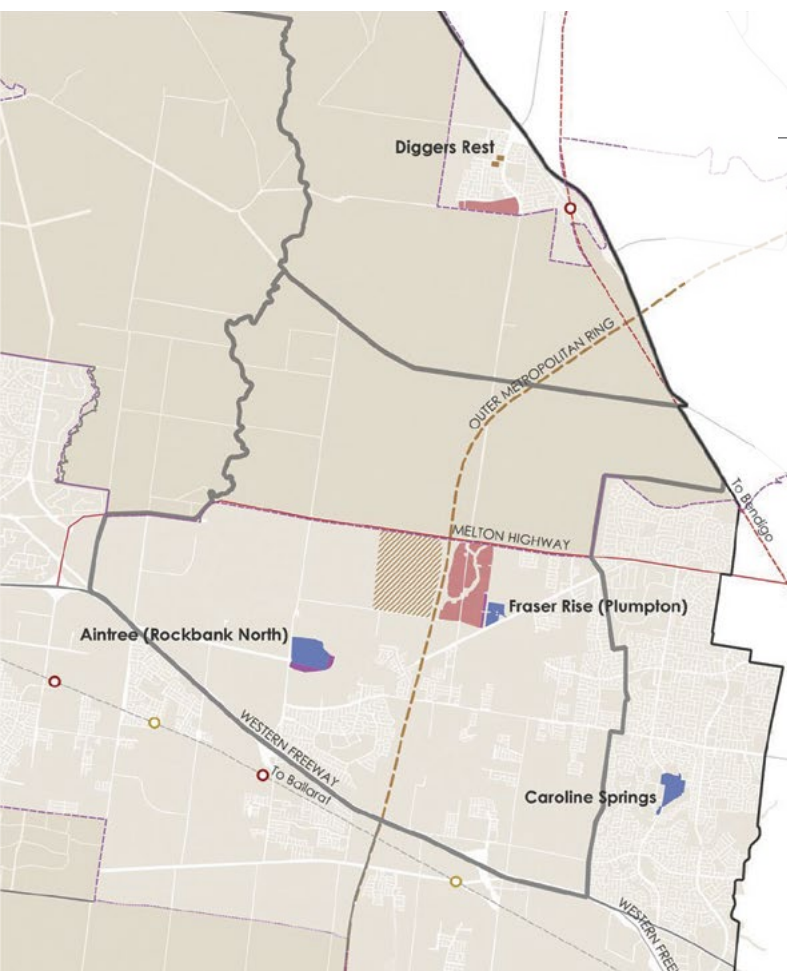 Diggers Rest
OUTER METROPOLITAN RING
To Bendigo
MELTON HIGHWAY
Fraser Rise (Plumpton)
Aintree (Rockbank North)
WESTERN FREEWAY
To Ballarat
Caroline Springs
WESTERN FREE